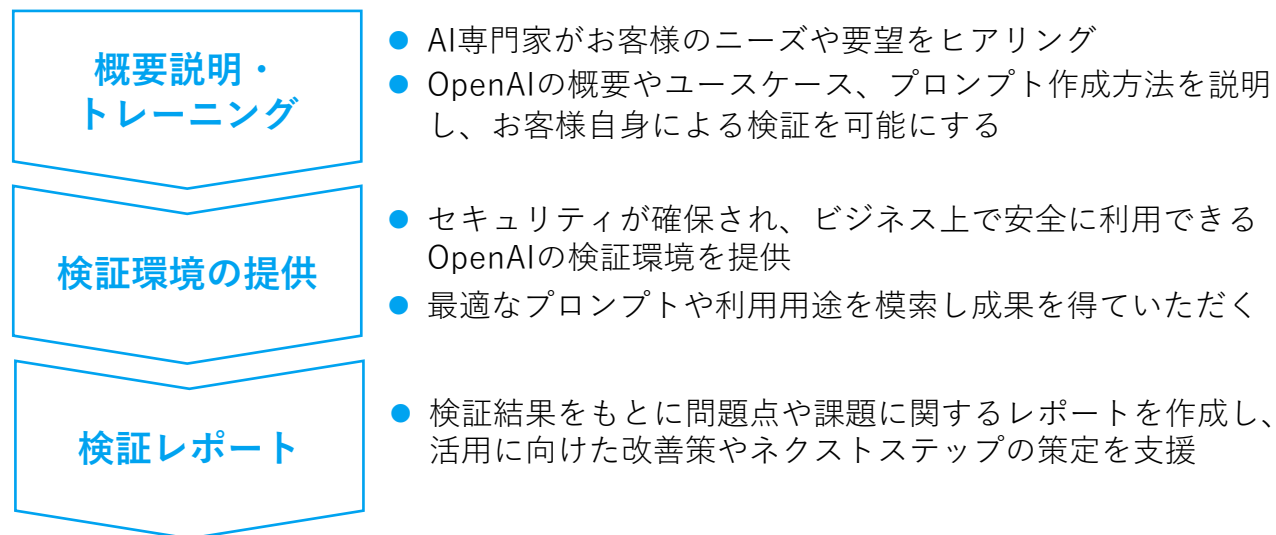 概要説明・
トレーニング
● AI専門家がお客様のニーズや要望をヒアリング
● OpenAIの概要やユースケース、プロンプト作成方法を説明
し、お客様自身による検証を可能にする
検証環境の提供
● セキュリティが確保され、ビジネス上で安全に利用できる
OpenAIの検証環境を提供
● 最適なプロンプトや利用用途を模索し成果を得ていただく
検証レポート
● 検証結果をもとに問題点や課題に関するレポートを作成し、
活用に向けた改善策やネクストステップの策定を支援